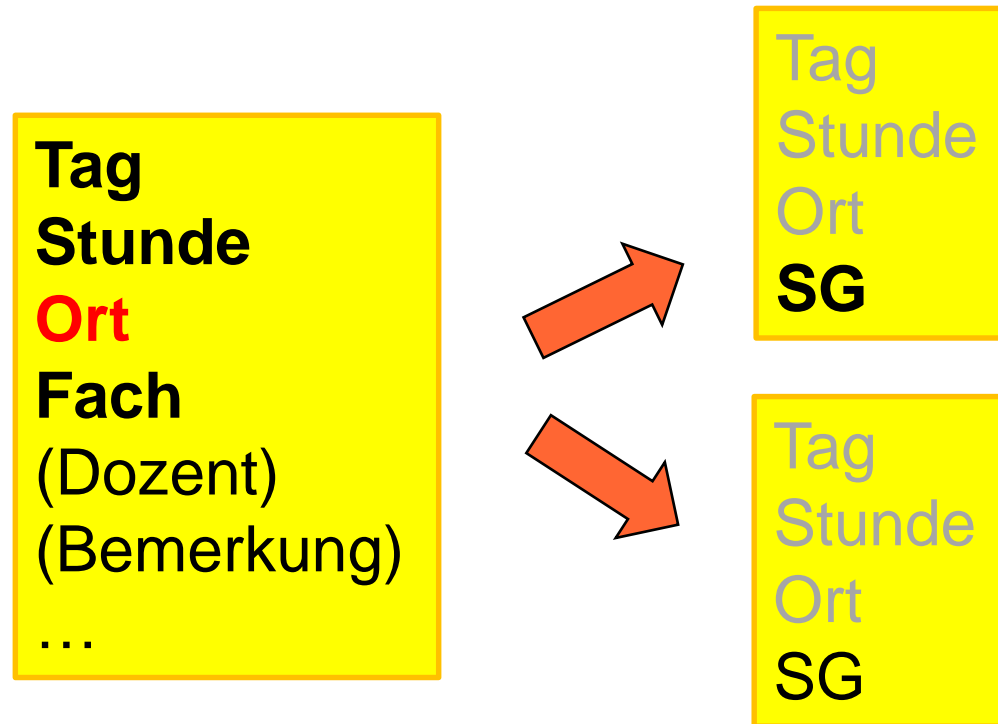 Tag
Stunde
Ort
Fach
(Dozent)
(Bemerkung)
…
Tag
Stunde
Ort
SG
Tag
Stunde
Ort
SG